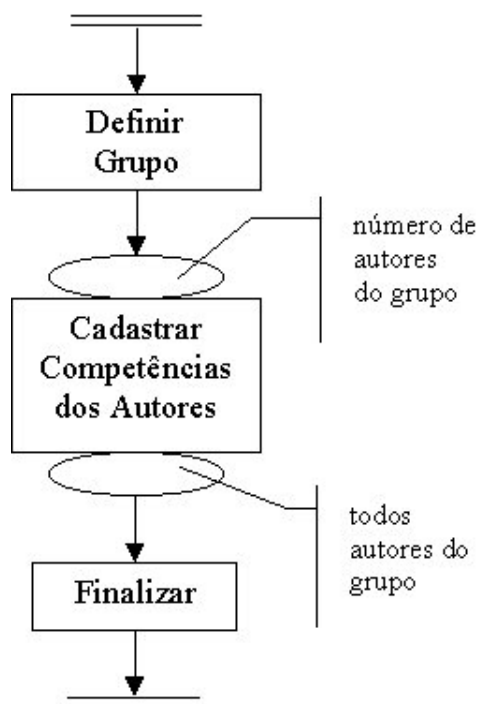 Definir
Grupo
número de
autores
do grupo
Cadastrar
Competências
dos Autores
todos
autores do
grupo
Finalizar